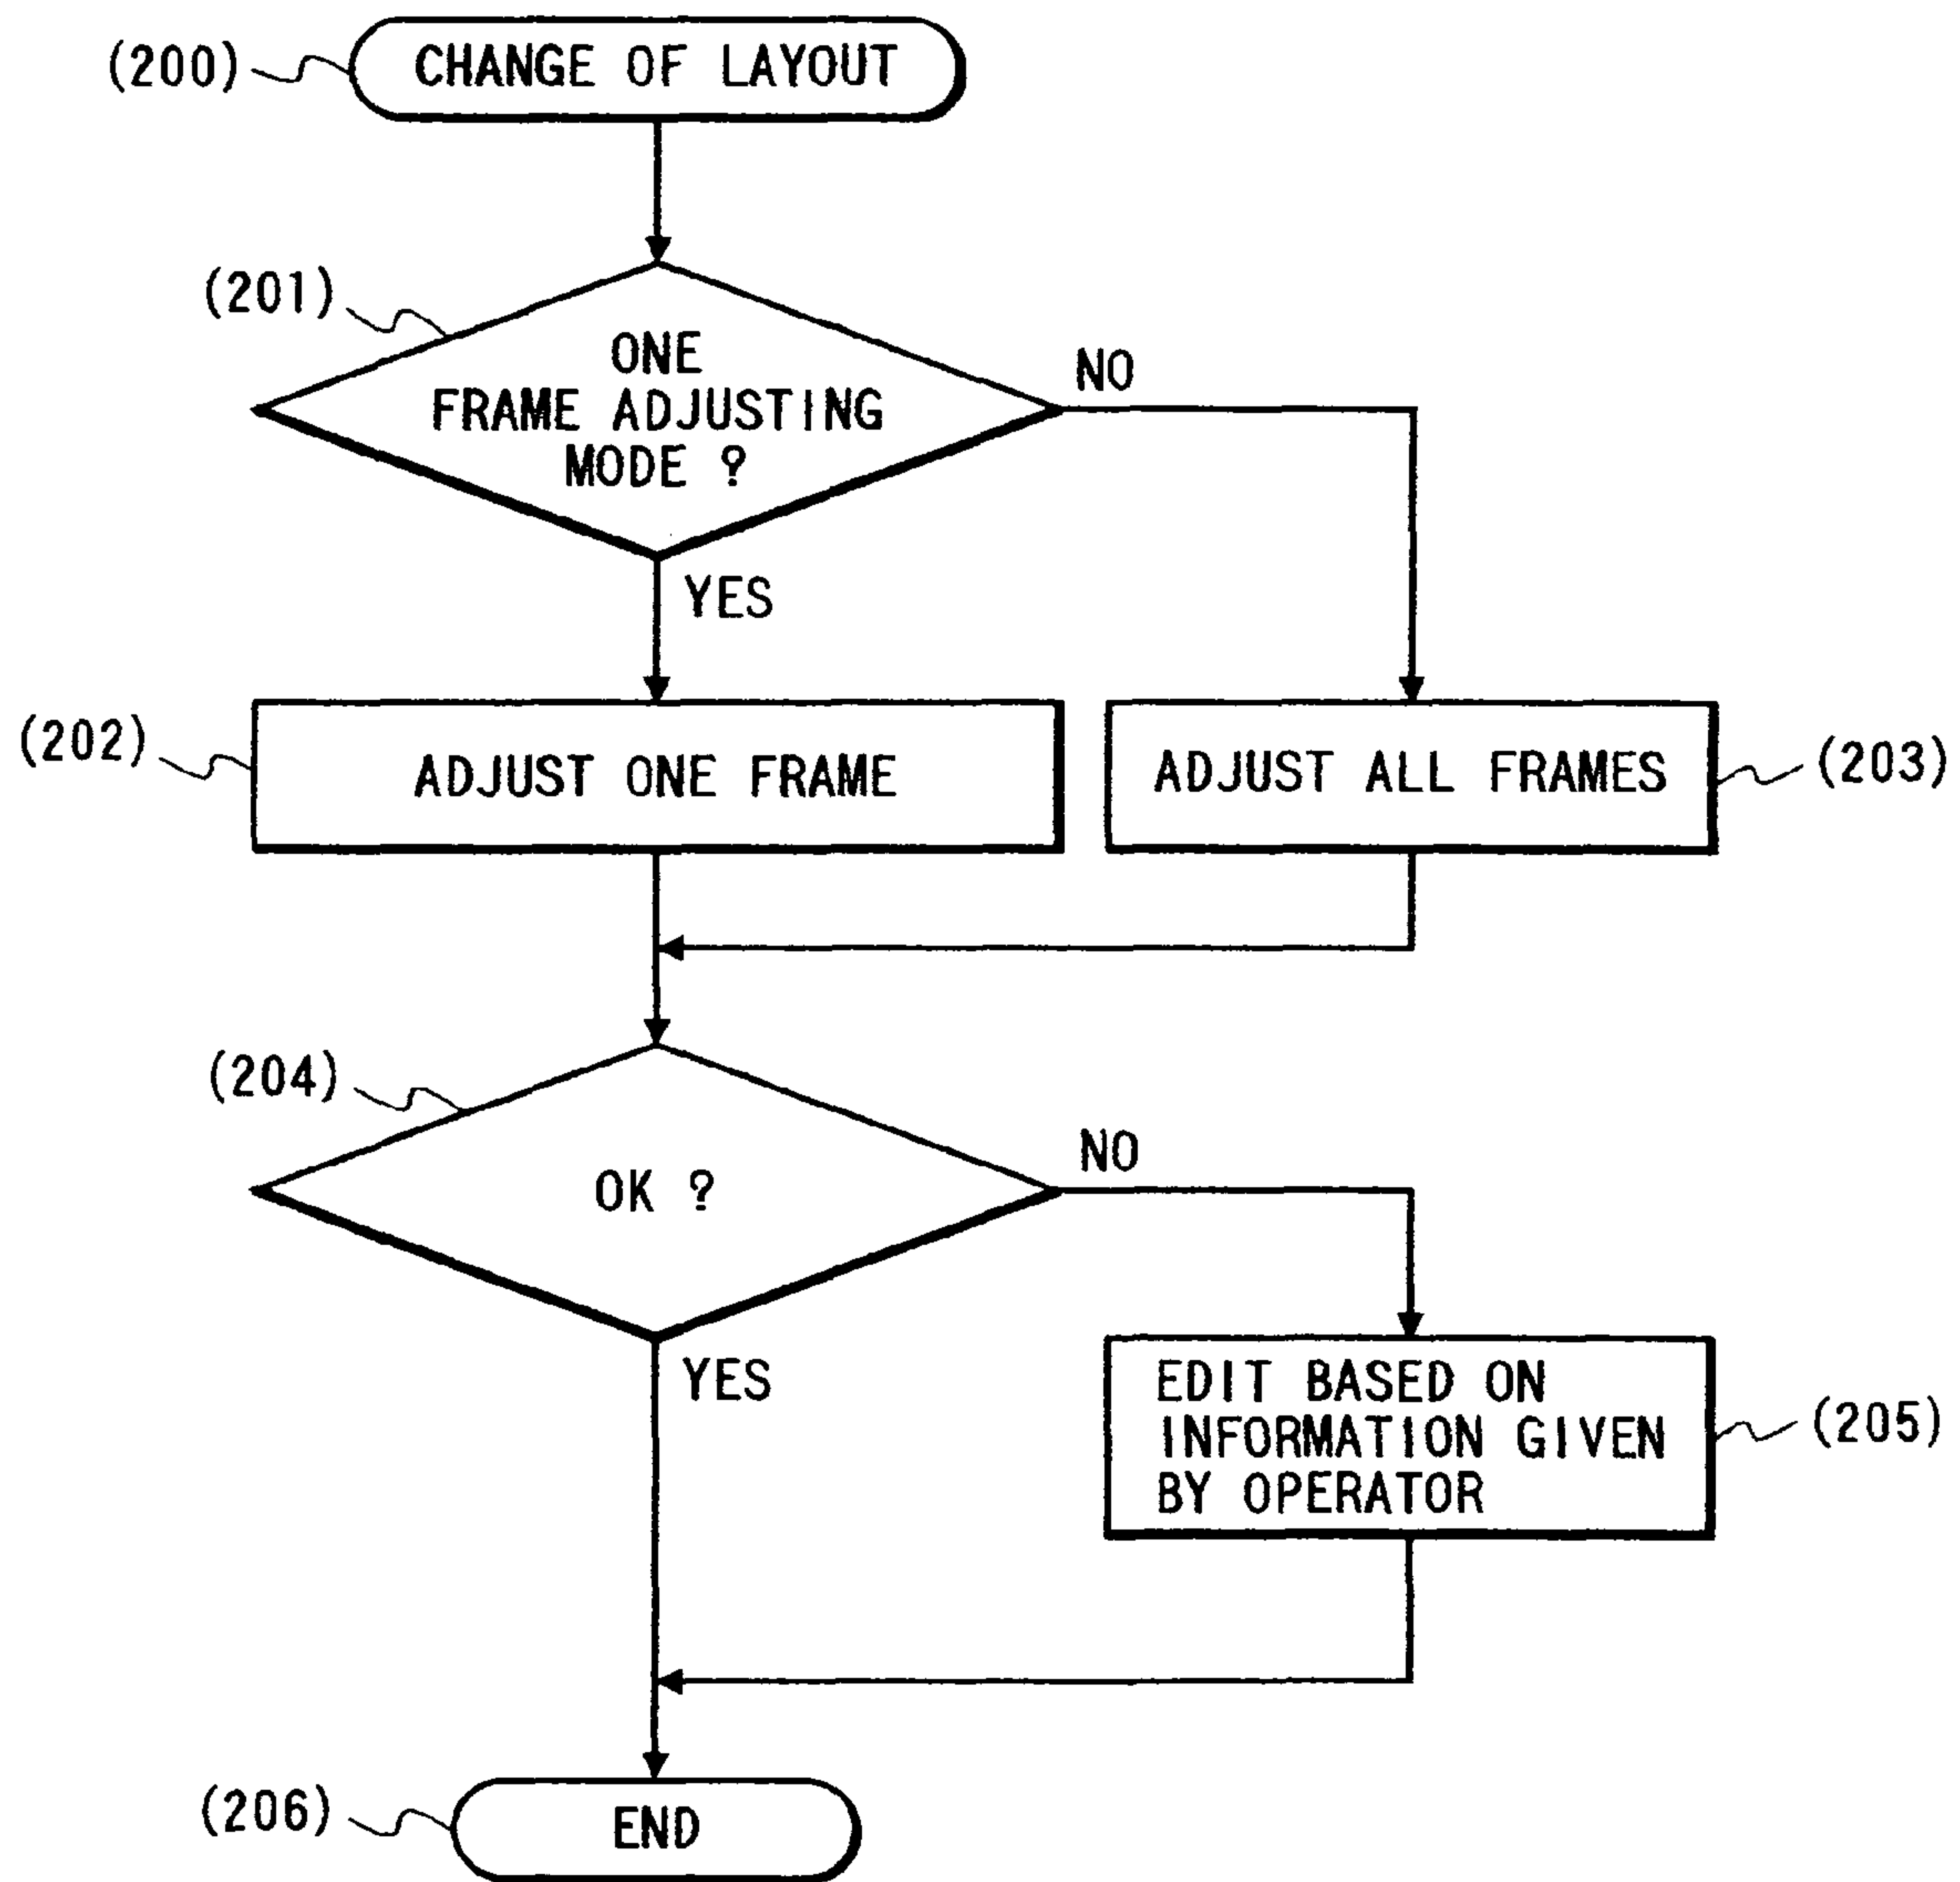 (200)
CHANGE OF LAYOUT
(201)
ONE
FRAME ADJUSTING
MODE ?
NO
YES
(202)
ADJUST ONE FRAME
ADJUST ALL FRAMES
(203)
(204)
OK ?
NO
YES
EDIT BASED ON
INFORMATION GIVEN
BY OPERATOR
(205)
(206)
END